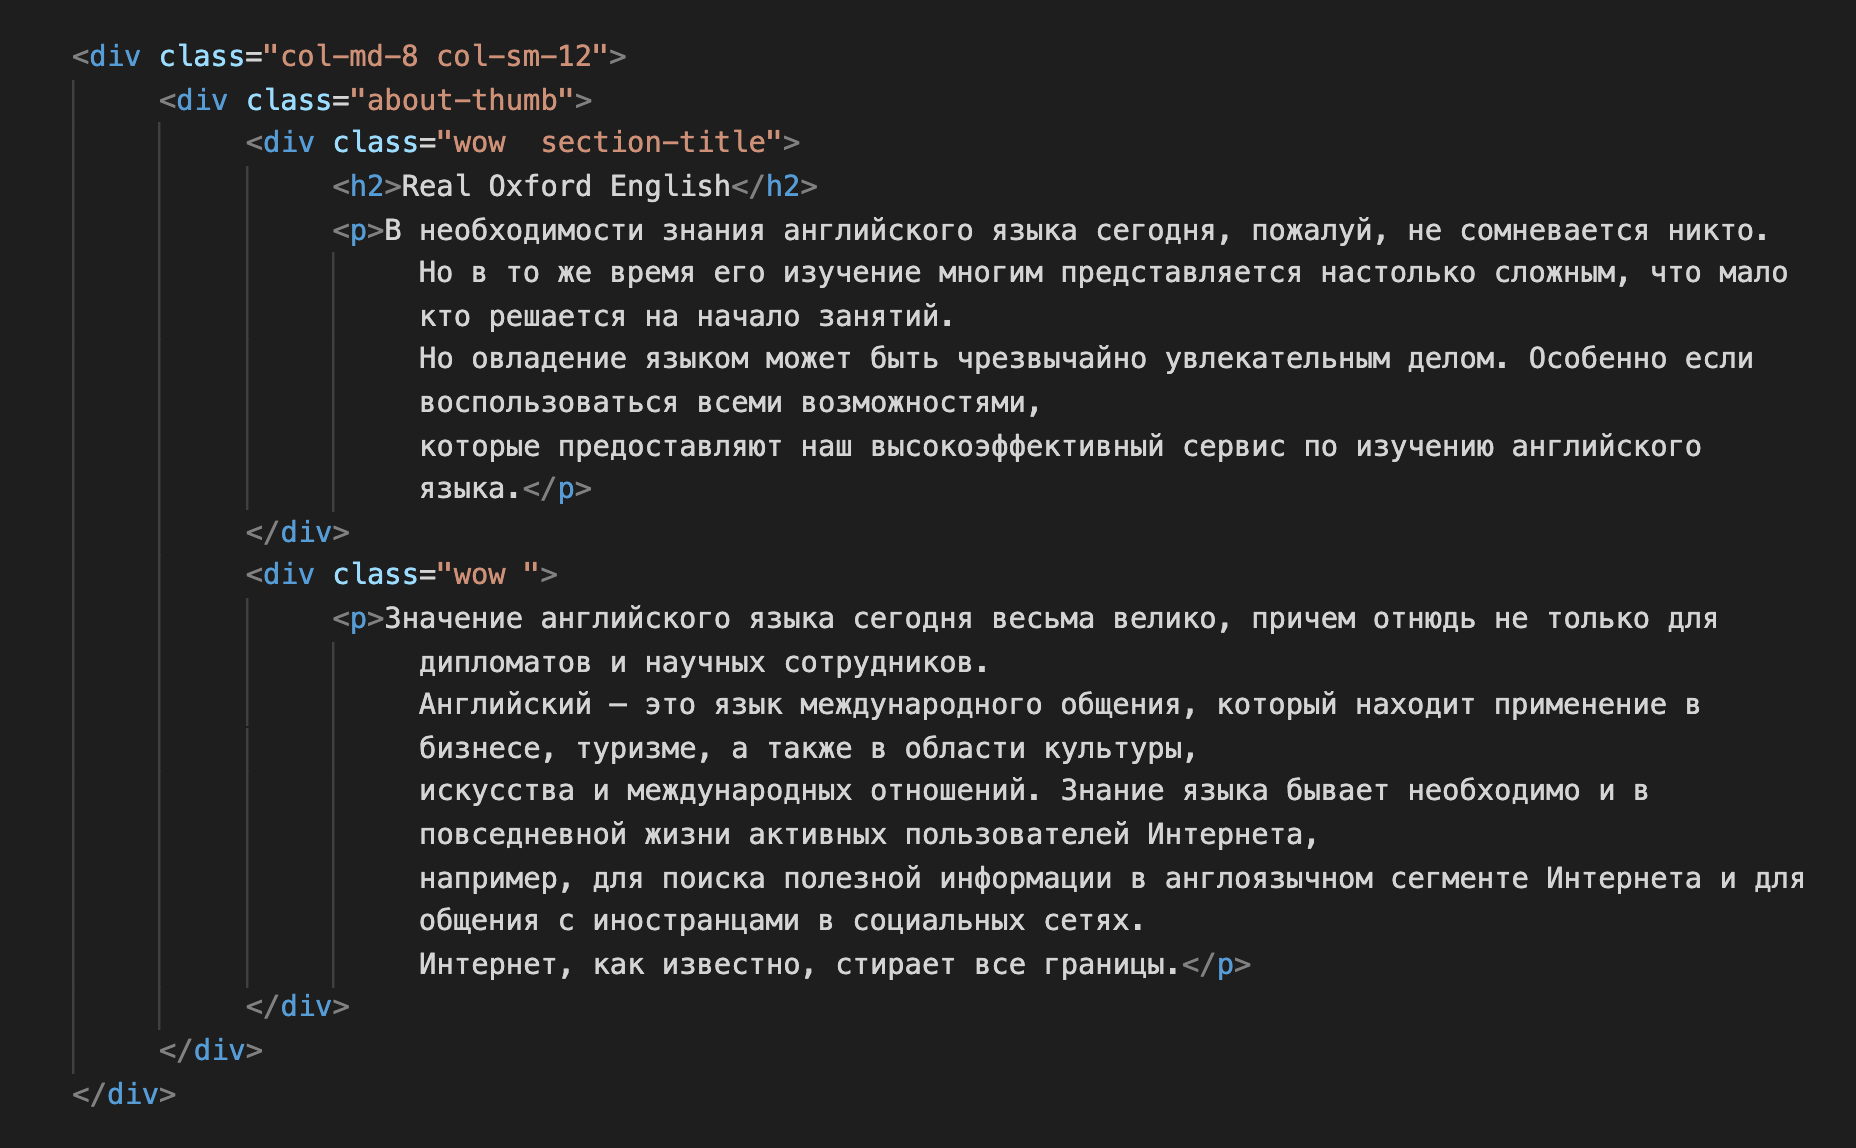 <div class="col-md-8 col-sm-12">
<div class="about-thumb">
<div class="wow  section-title">
<h2>Real Oxford English</h2>
<p>В необходимости знания английского языка сегодня, пожалуй, не сомневается никто.
Но в то же время его изучение многим представляется настолько сложным, что мало
кто решается на начало занятий.
Но овладение языком может быть чрезвычайно увлекательным делом. Особенно если
воспользоваться всеми возможностями,
которые предоставляют наш высокоэффективный сервис по изучению английского
языка.</p>
</div>
<div class="wow ">
<p>Значение английского языка сегодня весьма велико, причем отнюдь не только для
дипломатов и научных сотрудников.
Английский – это язык международного общения, который находит применение в
бизнесе, туризме, а также в области культуры,
искусства и международных отношений. Знание языка бывает необходимо и в
повседневной жизни активных пользователей Интернета,
например, для поиска полезной информации в англоязычном сегменте Интернета и для
общения с иностранцами в социальных сетях.
Интернет, как известно, стирает все границы.</p>
</div>
</div>
</div>